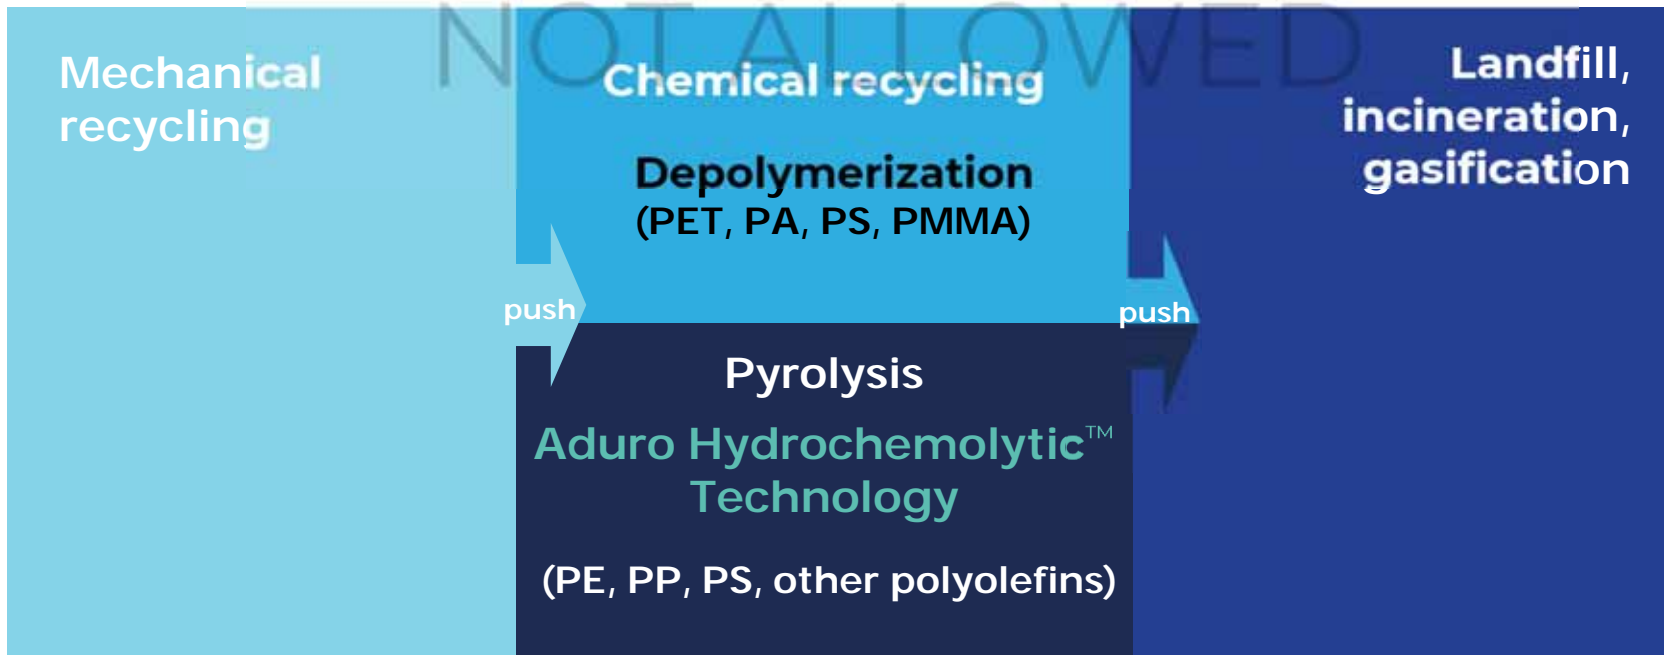 NOT ALLOWED
Mechanical
recycling
Chemical recycling
Depolymerization
(PET, PA, PS, PMMA)
push
Pyrolysis
Aduro Hydrochemolytic™
Technology
(PE, PP, PS, other polyolefins)
push
Landfill,
incineration,
gasification